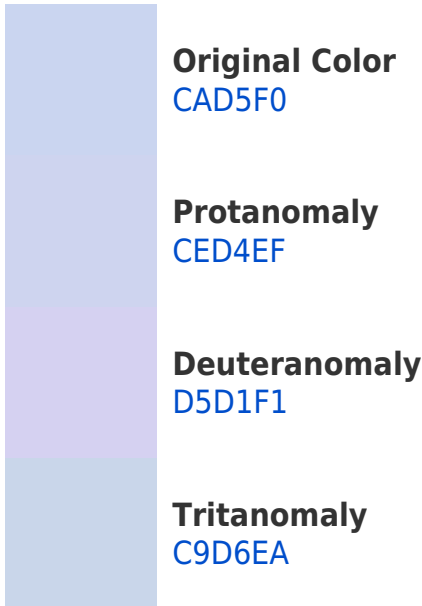 Original Color
CAD5F0
Protanomaly
CED4EF
Deuteranomaly
D5D1F1
Tritanomaly
C9D6EA